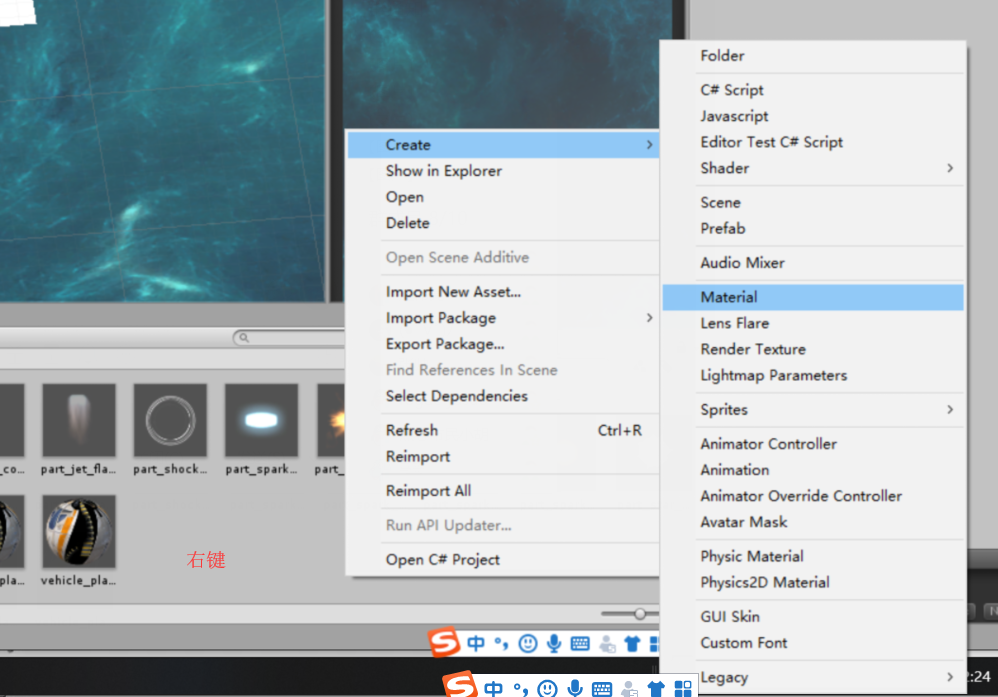 Create
Show in Explorer
Open
Delete
Open Scene Additive
Import New Asset...
Import Package
Export Package...
Find References In Scene
Select Dependencies
Refresh Ctrl+R
Reimport
Reimport All
Run API Updater...
Open C# Project
Folder
C# Script
Javascript
Editor Test C# Script
Shader
Scene
Prefab
Audio Mixer
Material
Lens Flare
Render Texture
Lightmap Parameters
Sprites
Animator Controller
Animation
Animator Override Controller
Avatar Mask
Physic Material
Physics2D Material
GUI Skin
Custom Font
Legacy
_co... part_jet_fla... part_shock... part_spark... part_
pla... vehicle_pla...
右键
中
中
:24